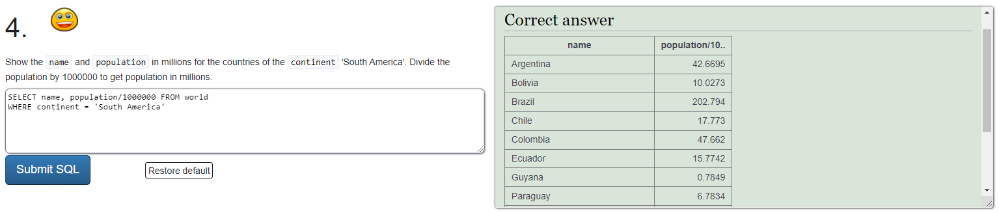 4.
Show the name and population in millions for the countries of the continent 'South America'. Divide the
population by 1000000 to get population in millions.
SELECT name, population/1000000 FROM world
WHERE continent = 'South America'
Submit SQL
Restore default
Correct answer
name population/10..
Argentina 42.6695
Bolivia 10.0273
Brazil 202.794
Chile 17.773
Colombia 47.662
Ecuador 15.7742
Guyana 0.7849
Paraguay 6.7834